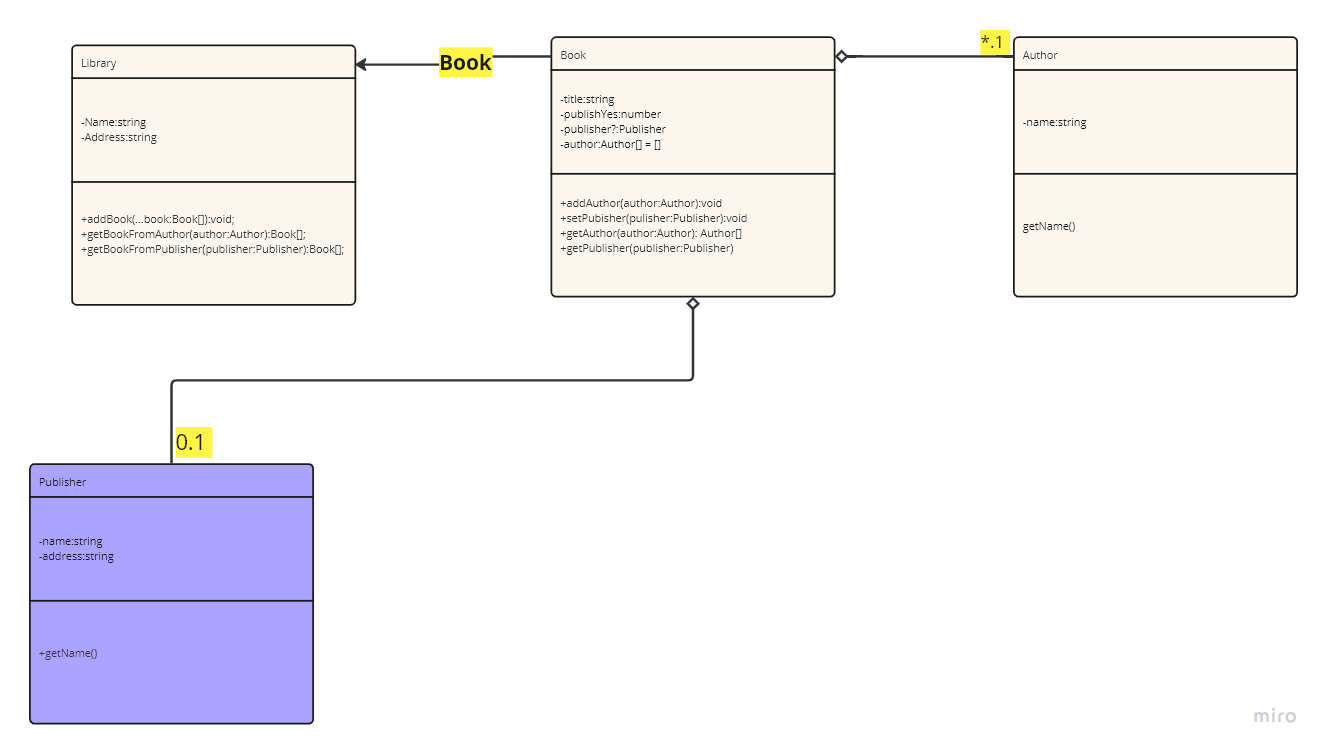 Library
-Name:string
-Address:string
+addBook(...book:Book[]):void;
+getBookFromAuthor(author:Author):Book[];
+getBookFromPublisher(publisher:Publisher):Book[];
Book
Book
-title:string
-publishYes:number
-publisher?:Publisher
-author:Author[] = []
+addAuthor(author:Author):void
+setPubisher(pulisher:Publisher):void
+getAuthor(author:Author): Author[]
+getPublisher(publisher:Publisher)
*.1
Author
-name:string
getName()
0.1
Publisher
-name:string
-address:string
+getName()
miro